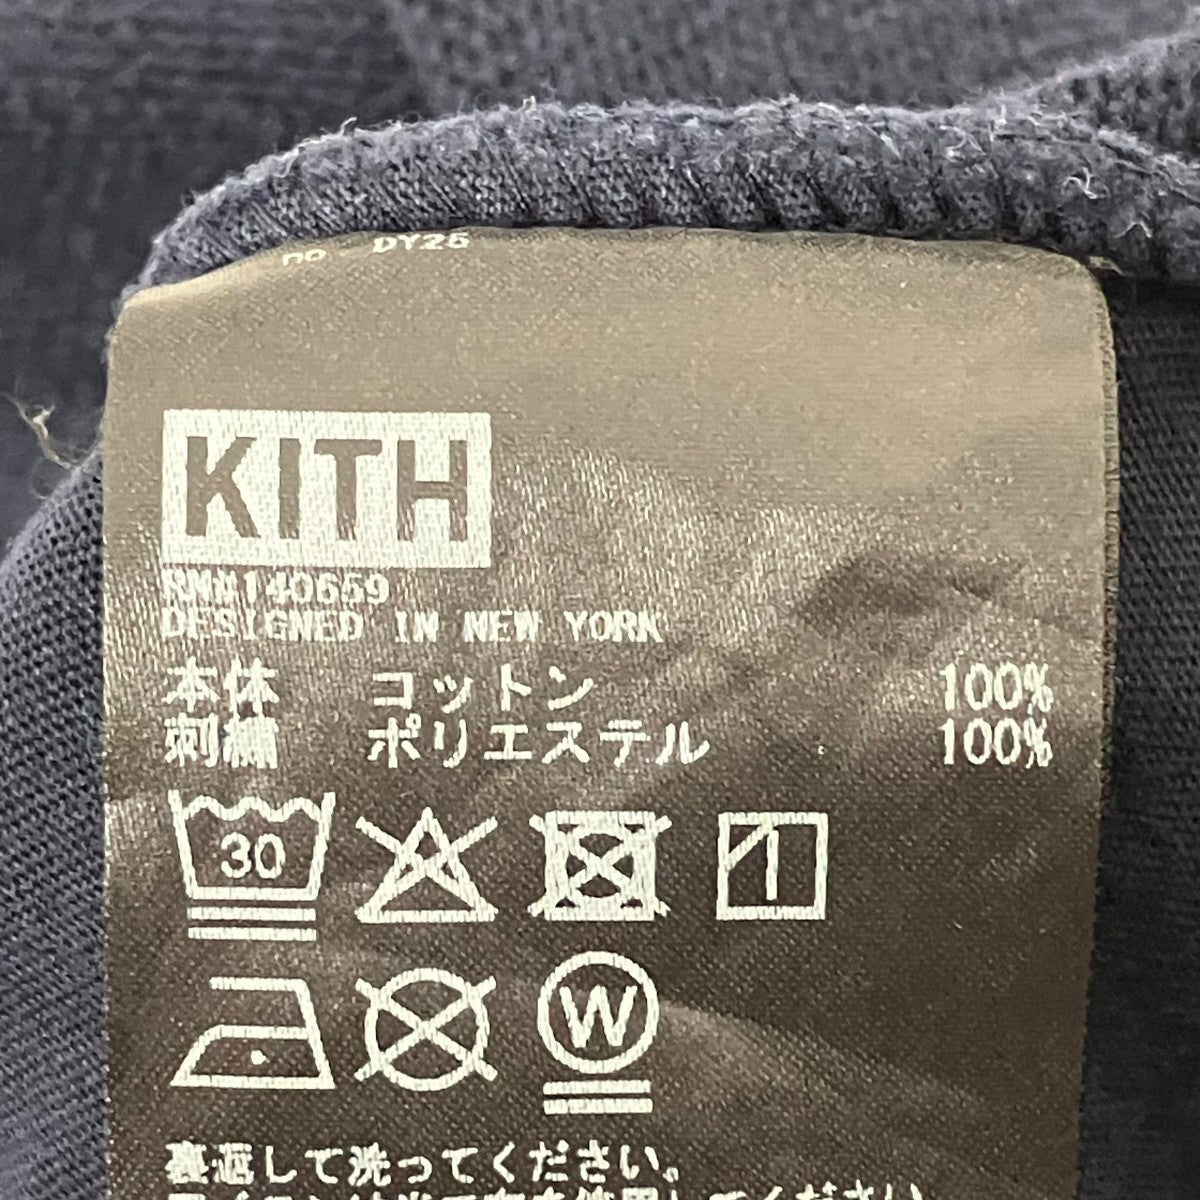 no DY25
KITH
RN#140659
DESIGNED IN NEW YORK
本体 コットン 100%
刺繍 ポリエステル 100%
30
1
W
裏返して洗ってください。